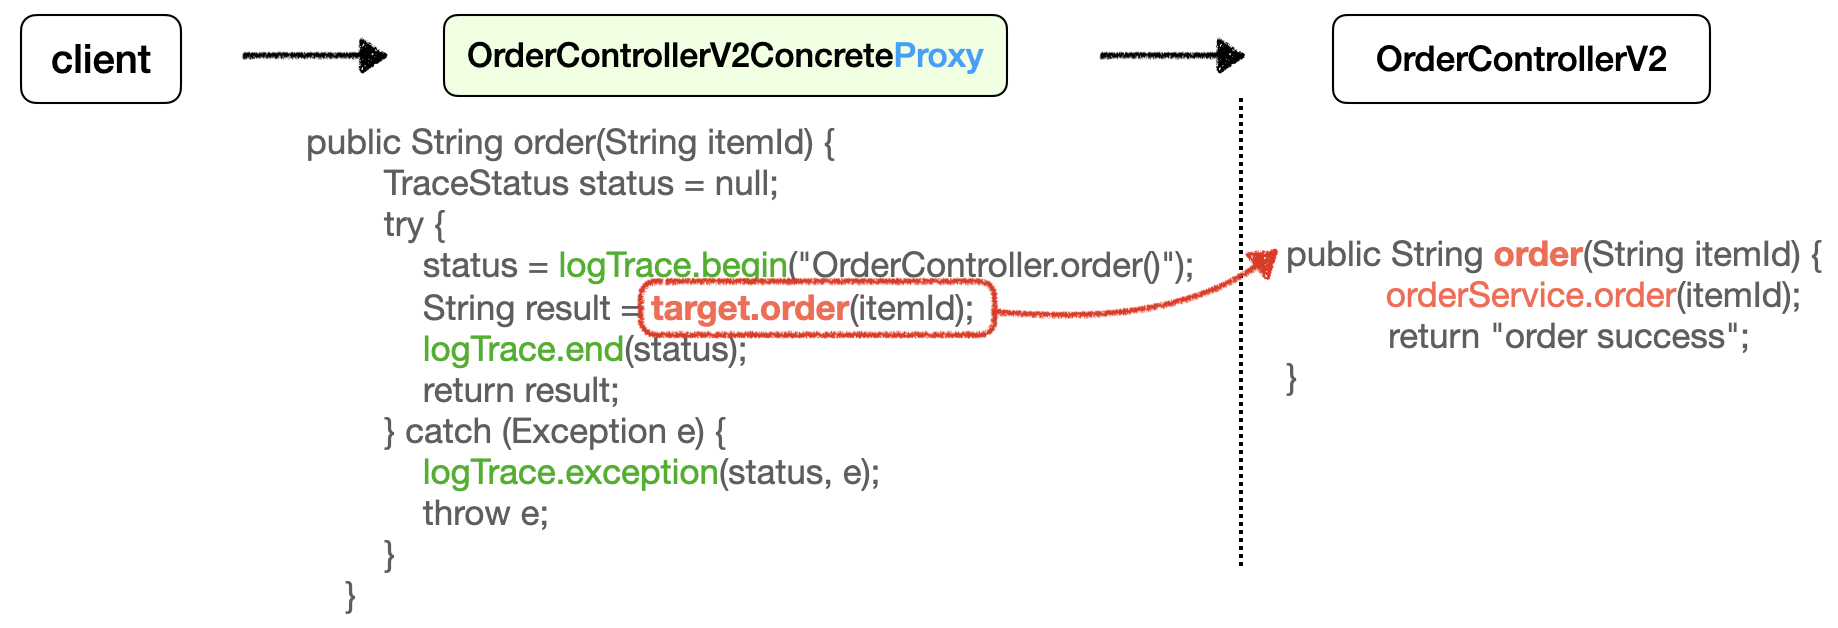 client
OrderControllerV2ConcreteProxy
OrderControllerV2
public String order(String itemId) {
TraceStatus status = null;
try {
status = logTrace.begin("OrderController.order()");
String result = target.order(itemId);
logTrace.end(status);
return result;
} catch (Exception e) {
logTrace.exception(status, e);
throw e;
}
}
public String order(String itemId) {
orderService.order(itemId);
return "order success";
}